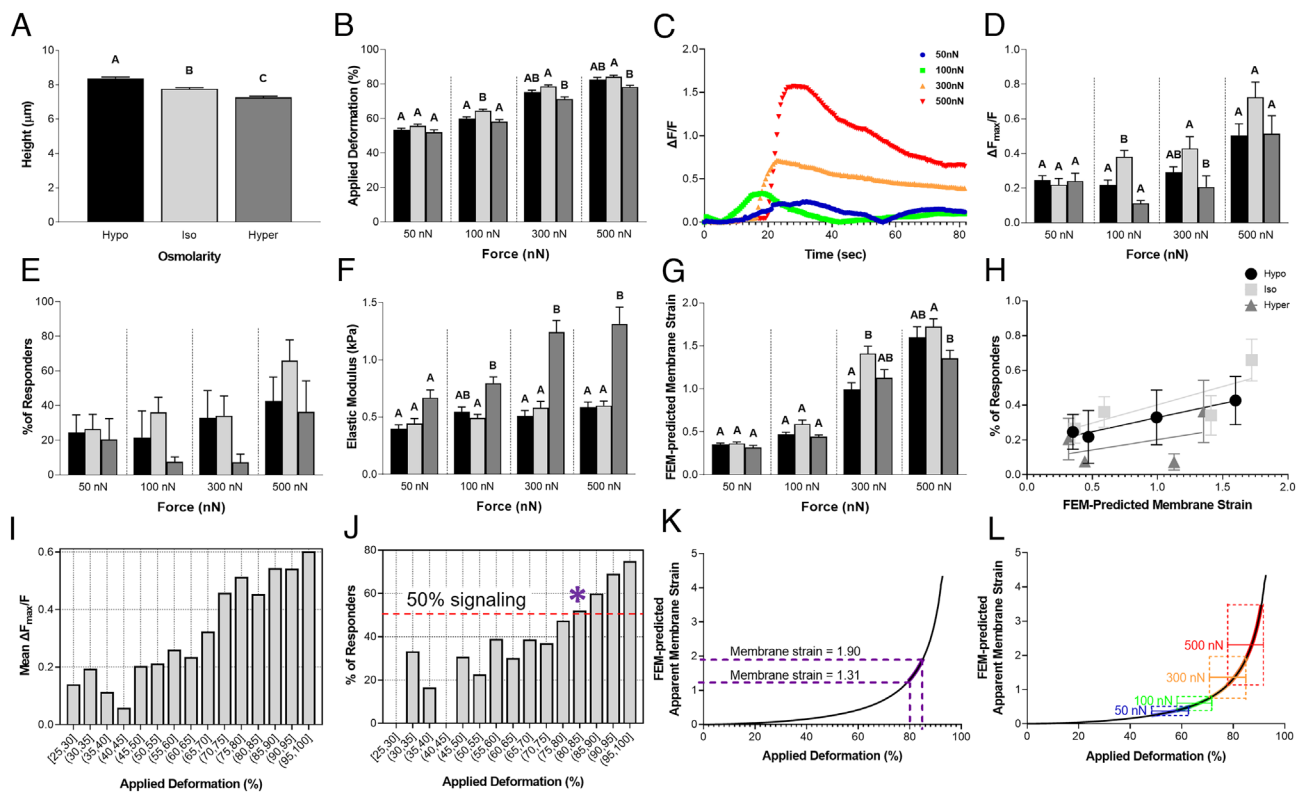 A
Height (μm)
10
8
6
4
2
0
A
B
C
Hypo
Iso
Hyper
Osmolarity
B
Applied Deformation (%)
100
80
60
40
20
0
A
A
A
A
B
A
AB
A
B
AB
A
B
50 nN
100 nN
300 nN
500 nN
Force (nN)
C
ΔF/F
2.0
1.5
1.0
0.5
0.0
50nN
100nN
300nN
500nN
0
20
40
60
80
Time (sec)
D
ΔFmax/F
1.0
0.8
0.6
0.4
0.2
0.0
A
A
A
A
B
A
AB
A
B
A
A
A
50 nN
100 nN
300 nN
500 nN
Force (nN)
E
%of Responders
100
80
60
40
20
0
50 nN
100 nN
300 nN
500 nN
Force (nN)
F
Elastic Modulus (kPa)
1.5
1.0
0.5
0.0
A
A
A
AB
A
B
A
A
B
A
A
B
50 nN
100 nN
300 nN
500 nN
Force (nN)
G
FEM-predicted Membrane Strain
2.0
1.5
1.0
0.5
0.0
A
A
A
A
A
A
A
B
AB
AB
A
B
50 nN
100 nN
300 nN
500 nN
Force (nN)
H
Hypo
Iso
Hyper
% of Responders
1.0
0.8
0.6
0.4
0.2
0.0
0.0
0.5
1.0
1.5
2.0
FEM-Predicted Membrane Strain
I
Mean ΔFmax/F
0.6
0.4
0.2
0.0
[25,30]
(30,35]
(35,40]
(40,45]
(45,50]
(50,55]
(55,60]
(60,65]
(65,70]
(70,75]
(75,80]
(80,85]
(85,90]
(90,95]
(95,100]
Applied Deformation (%)
J
% of Responders
80
60
40
20
0
50% signaling
*
[25,30]
(30,35]
(35,40]
(40,45]
(45,50]
(50,55]
(55,60]
(60,65]
(65,70]
(70,75]
(75,80]
(80,85]
(85,90]
(90,95]
(95,100]
Applied Deformation (%)
K
FEM-predicted
Apparent Membrane Strain
5
4
3
2
1
0
Membrane strain = 1.90
Membrane strain = 1.31
0
20
40
60
80
100
Applied Deformation (%)
L
FEM-predicted
Apparent Membrane Strain
5
4
3
2
1
0
500 nN
300 nN
100 nN
50 nN
0
20
40
60
80
100
Applied Deformation (%)